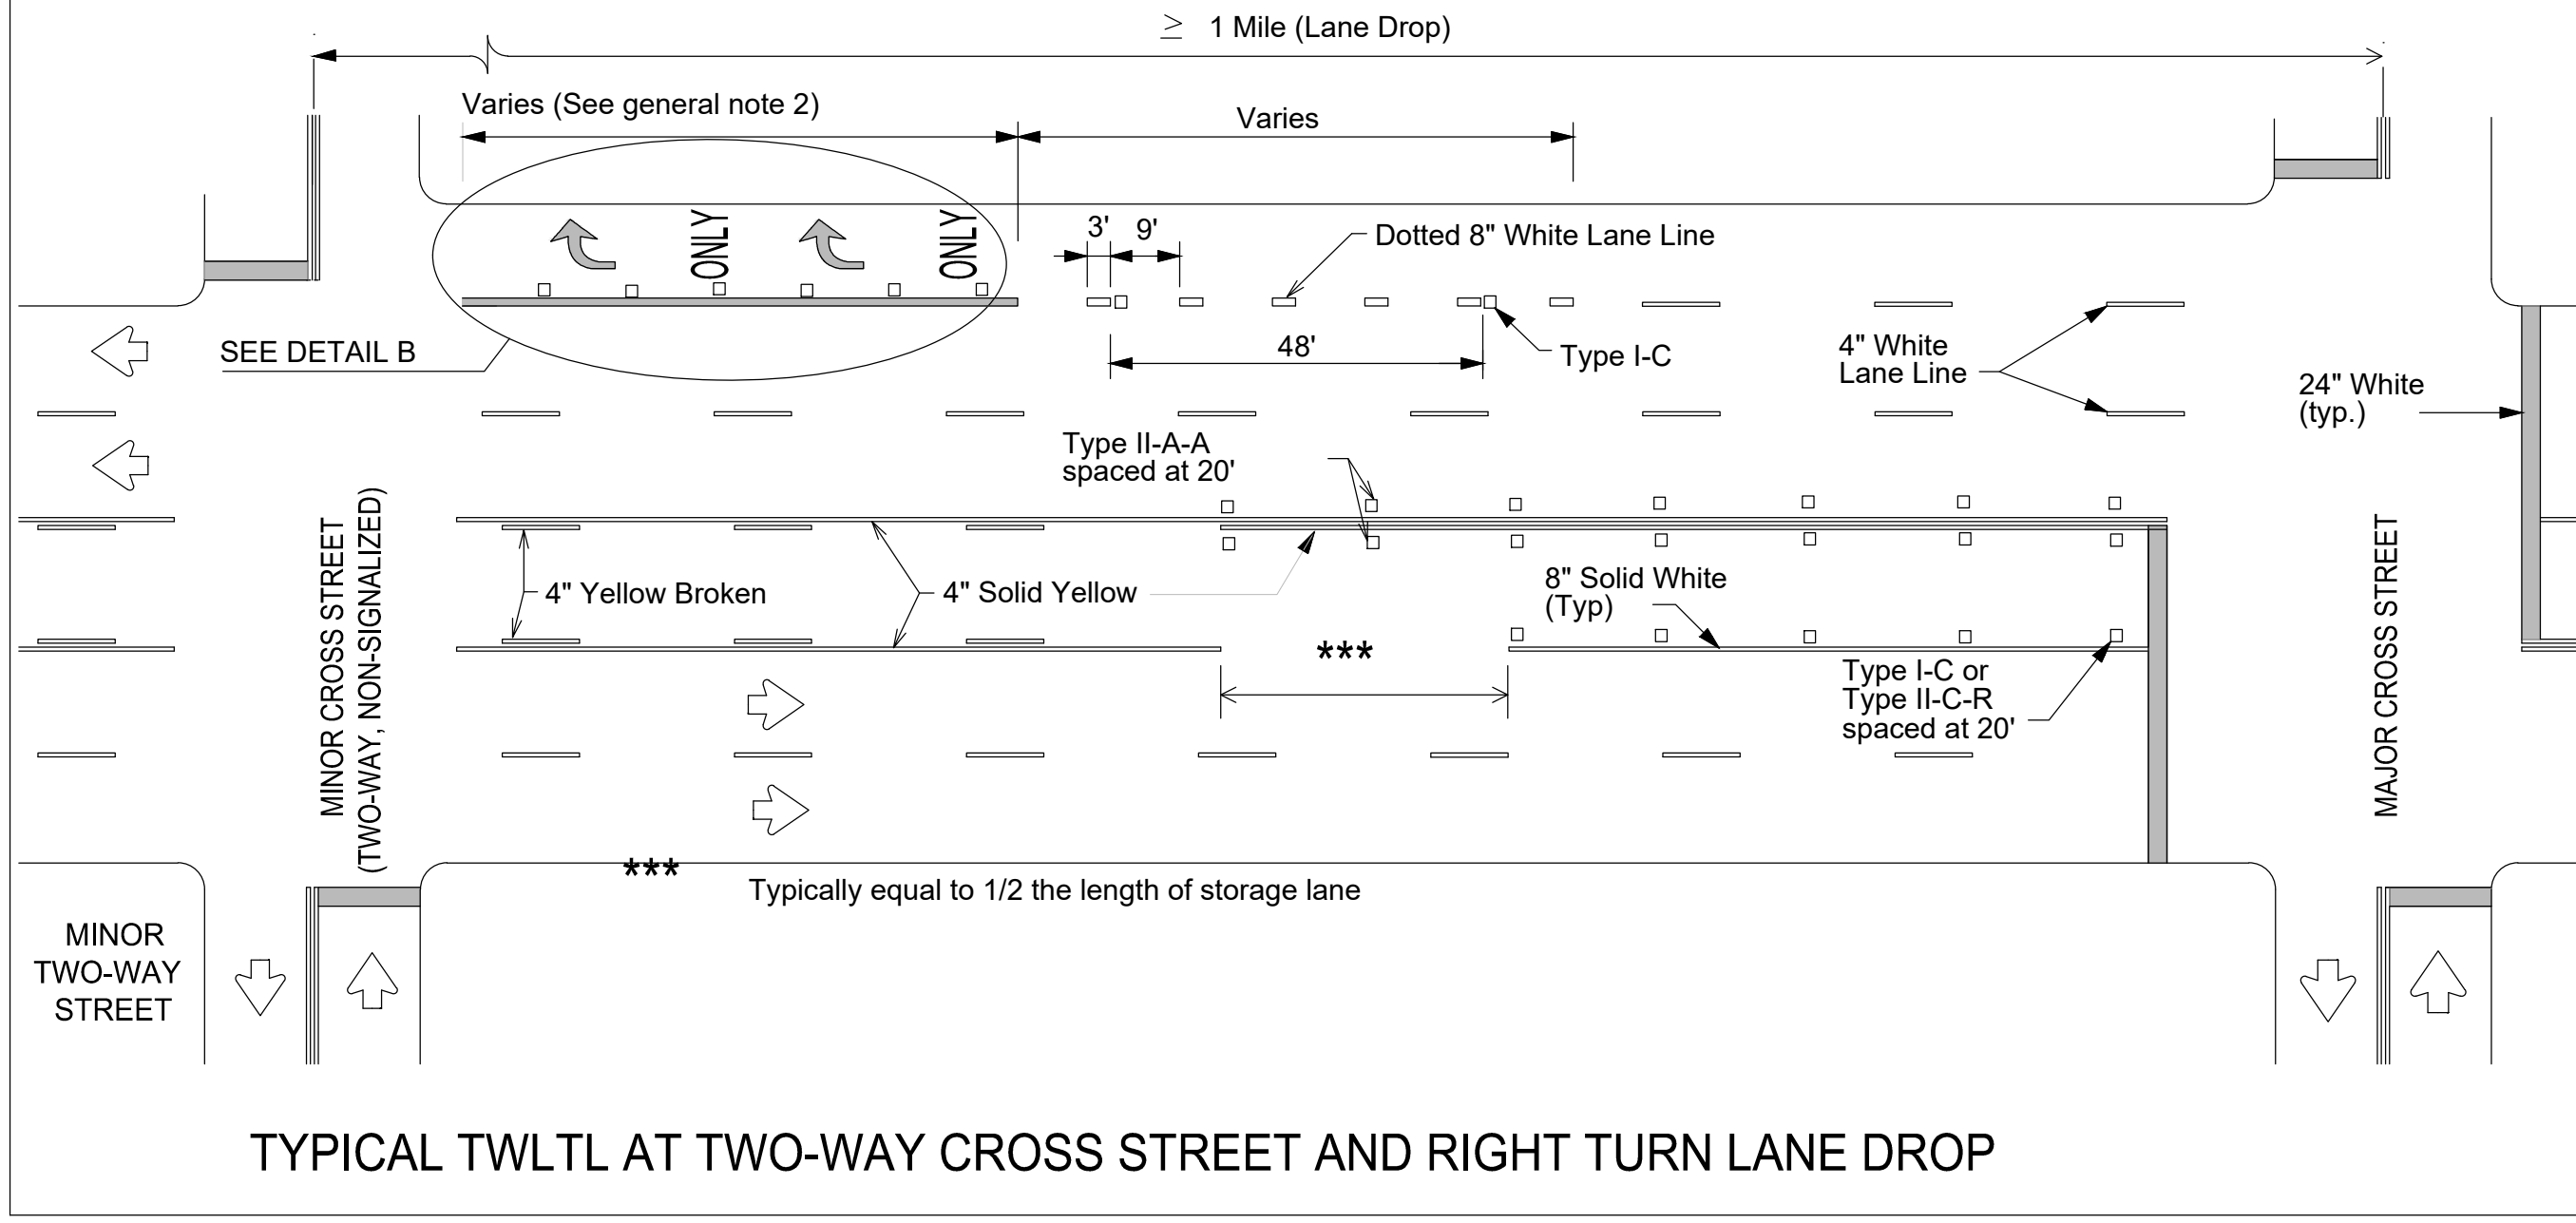 ≥ 1 Mile (Lane Drop)
Varies (See general note 2)
Varies
ONLY
ONLY
3'
9'
Dotted 8" White Lane Line
SEE DETAIL B
48'
Type I-C
4" White
Lane Line
24" White
(typ.)
Type II-A-A
spaced at 20'
MINOR CROSS STREET
(TWO-WAY, NON-SIGNALIZED)
4" Yellow Broken
4" Solid Yellow
8" Solid White
(Typ)
***
Type I-C or
Type II-C-R
spaced at 20'
MAJOR CROSS STREET
***
Typically equal to 1/2 the length of storage lane
MINOR
TWO-WAY
STREET
TYPICAL TWLTL AT TWO-WAY CROSS STREET AND RIGHT TURN LANE DROP